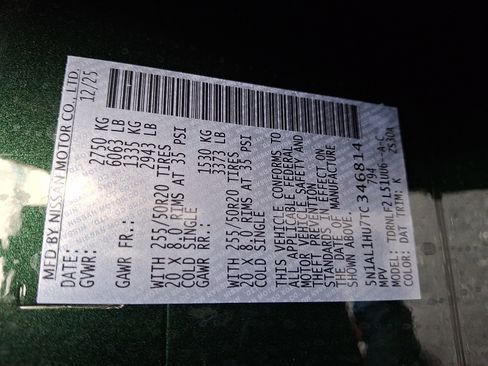 MFD BY NISSAN MOTOR CO., LTD.
DATE: 12/25
GVWR: 2750 KG
6063 LB
GAWR FR.: 1335 KG
2943 LB
WITH 255/50R20 TIRES
20 X 8.0 RIMS AT 35 PSI
COLD SINGLE
GAWR RR.: 1530 KG
3373 LB
WITH 255/50R20 TIRES
20 X 8.0 RIMS AT 35 PSI
COLD SINGLE
THIS VEHICLE CONFORMS TO
ALL APPLICABLE FEDERAL
MOTOR VEHICLE SAFETY AND
THEFT PREVENTION
STANDARDS IN EFFECT ON
THE DATE OF MANUFACTURE
SHOWN ABOVE.
5N1AL1HU7TC346814
MPV 794
MODEL: TDRNLF2L51UU6-A-C
COLOR: DAT TRIM: K